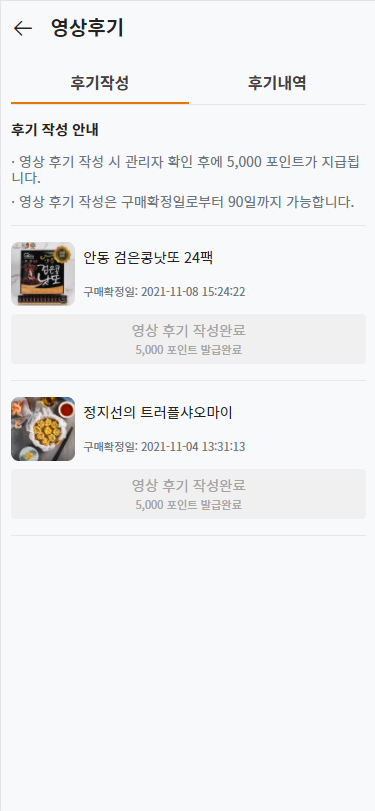 영상후기
후기작성
후기내역
후기 작성 안내
· 영상 후기 작성 시 관리자 확인 후에 5,000 포인트가 지급됩
니다.
· 영상 후기 작성은 구매확정일로부터 90일까지 가능합니다.
검은콩
낫또
안동 검은콩낫또 24팩
구매확정일: 2021-11-08 15:24:22
영상 후기 작성완료
5,000 포인트 발급완료
정지선의 트러플샤오마이
구매확정일: 2021-11-04 13:31:13
영상 후기 작성완료
5,000 포인트 발급완료